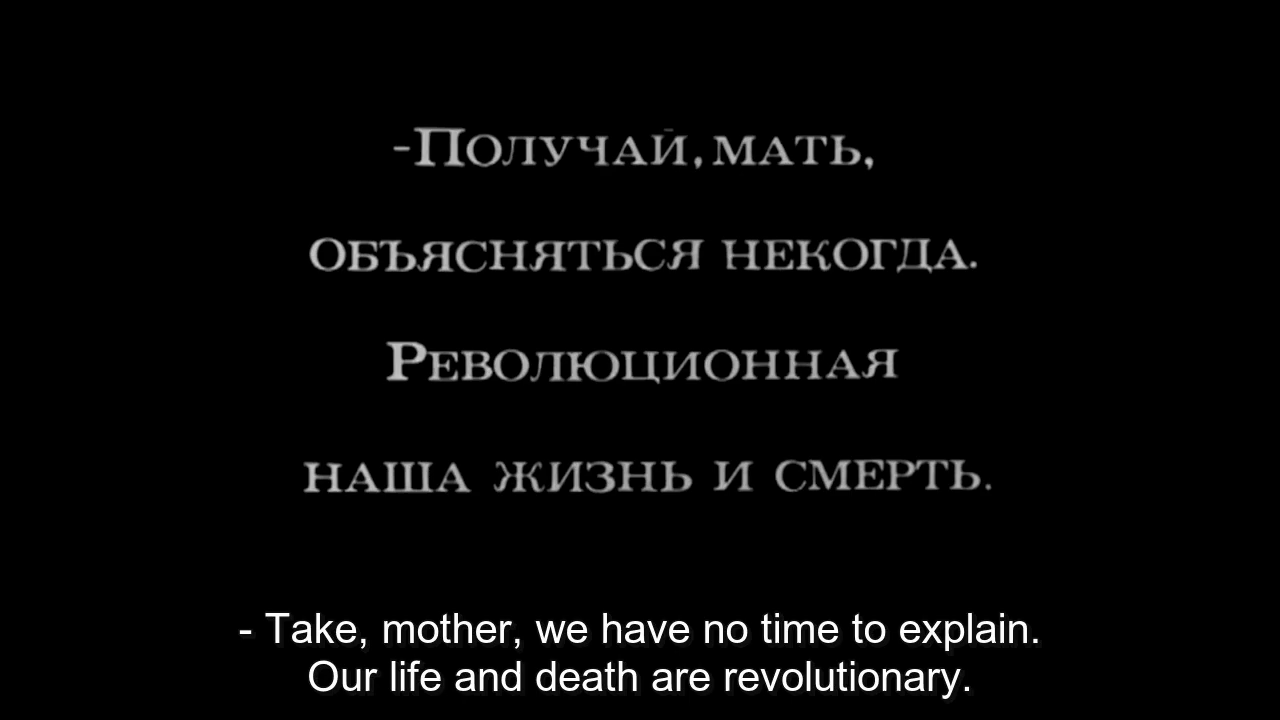 -Получай, мать,
объясняться некогда.
Революционная
наша жизнь и смерть.
- Take, mother, we have no time to explain.
Our life and death are revolutionary.